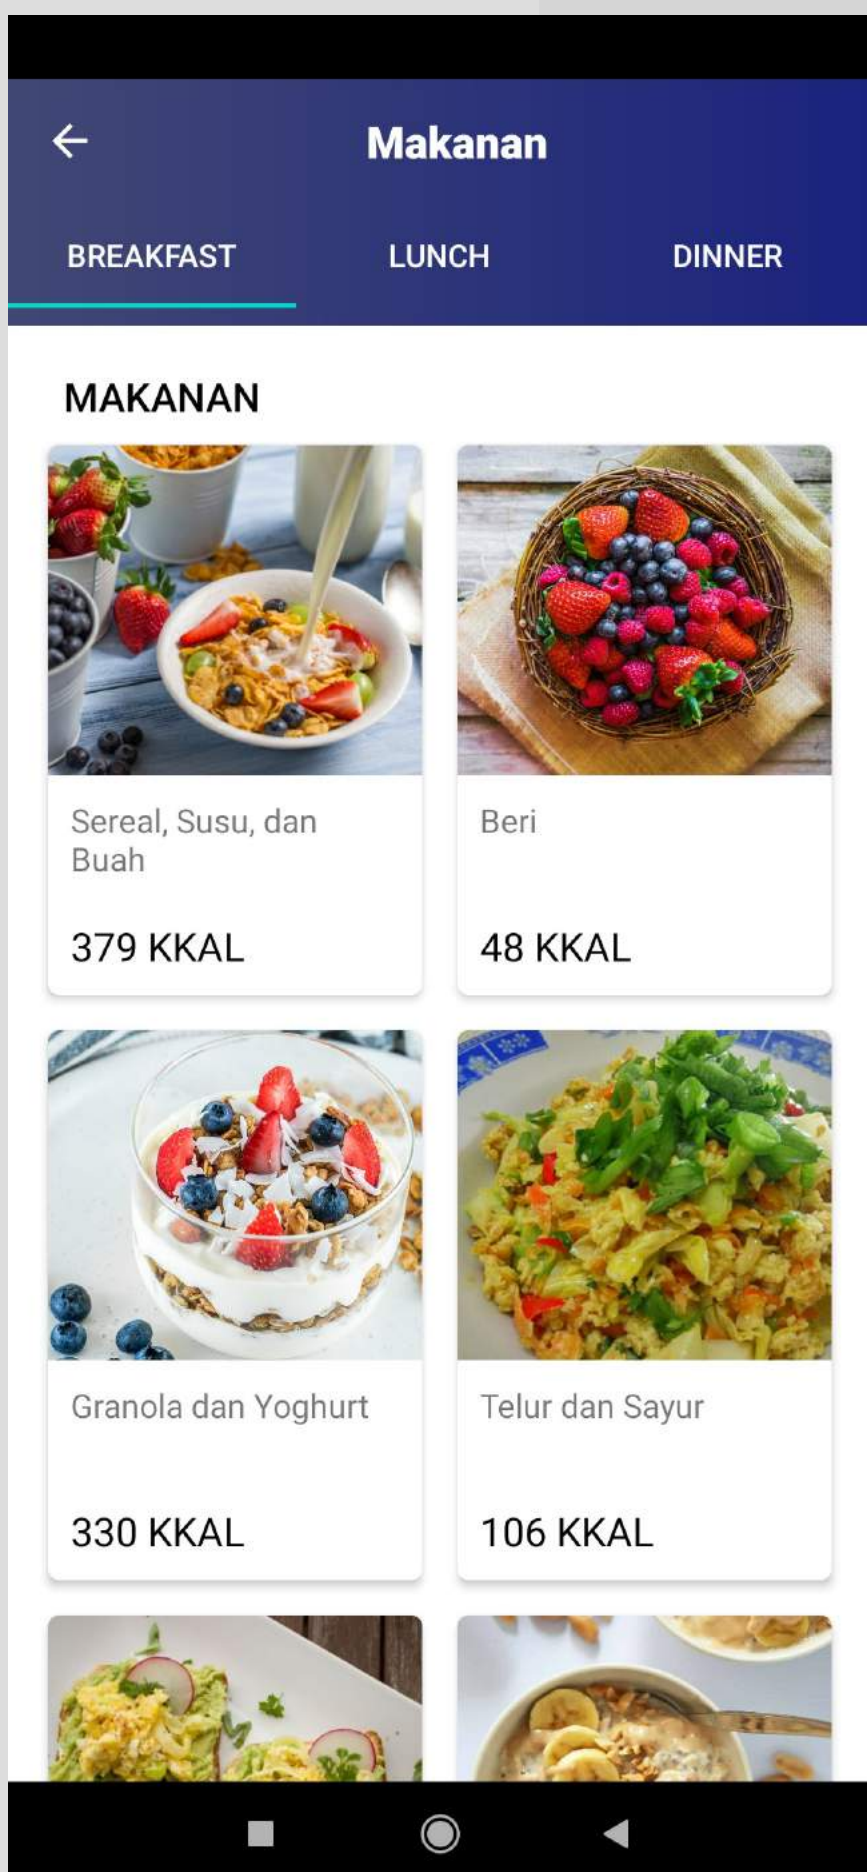 Makanan
BREAKFAST
LUNCH
DINNER
MAKANAN
Sereal, Susu, dan
Buah
379 KKAL
Beri
48 KKAL
Granola dan Yoghurt
330 KKAL
Telur dan Sayur
106 KKAL